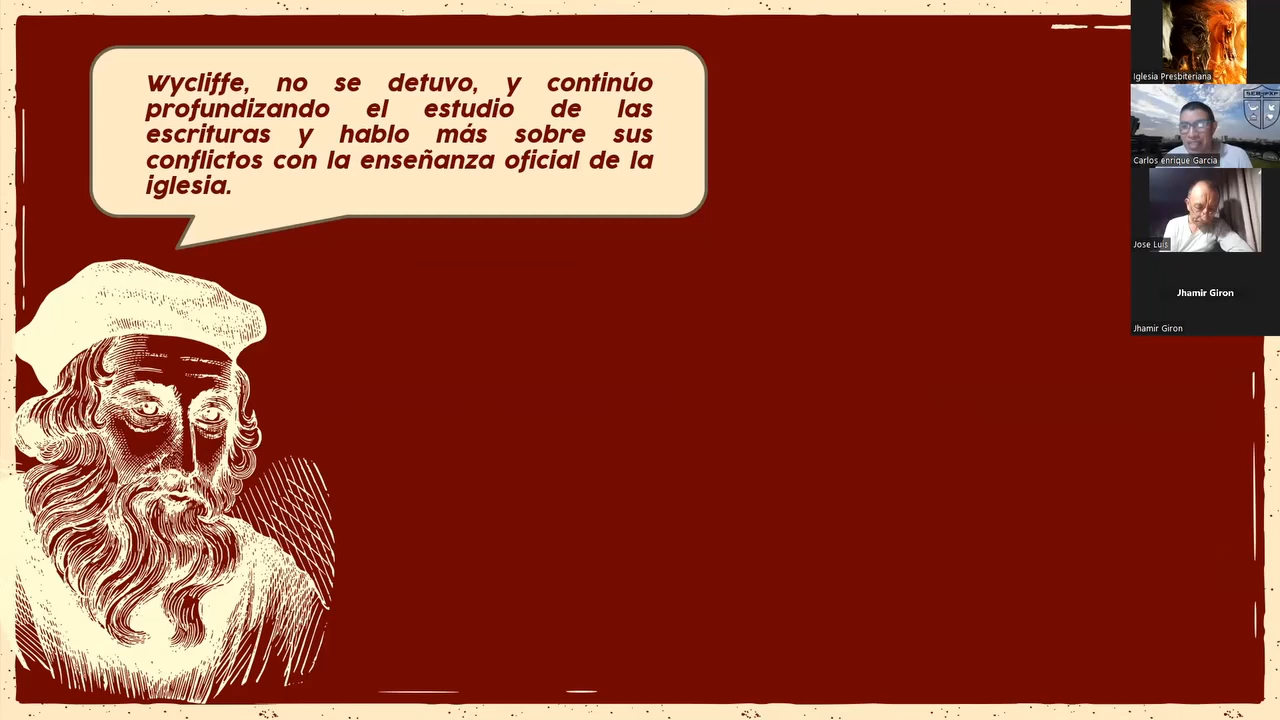 Wycliffe, no se detuvo, y continúo
profundizando el estudio de las
escrituras y hablo más sobre sus
conflictos con la enseñanza oficial de la
iglesia.
Iglesia Presbiteriana
Carlos enrique Garcia
Jose Luis
Jhamir Giron
Jhamir Giron